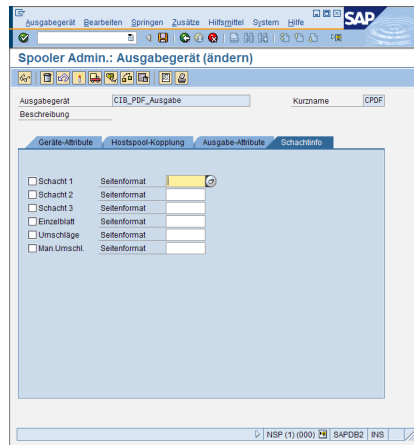 Ausgabegerät Bearbeiten Springen Zusätze Hilfsmittel System Hilfe
SAP
Spooler Admin.: Ausgabegerät (ändern)
Ausgabegerät CIB_PDF_Ausgabe Kurzname CPDF
Beschreibung
Geräte-Attribute Hostspool-Kopplung Ausgabe-Attribute Schachtinfo
Schacht 1 Seitenformat
Schacht 2 Seitenformat
Schacht 3 Seitenformat
Einzelblatt Seitenformat
Umschläge Seitenformat
Man.Umschl. Seitenformat
NSP (1) (000) SAPDB2 INS